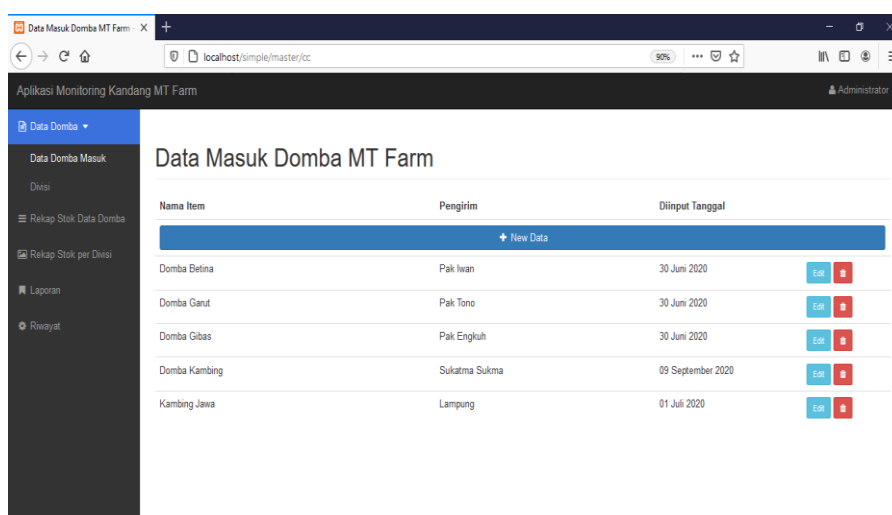 Data Masuk Domba MT Farm -
localhost/simple/master/cc
90%
Aplikasi Monitoring Kandang MT Farm
Administrator
Data Domba
Data Domba Masuk
Divisi
Rekap Stok Data Domba
Rekap Stok per Divisi
Laporan
Riwayat
Data Masuk Domba MT Farm
Nama Item Pengirim Diinput Tanggal
New Data
Domba Betina Pak Iwan 30 Juni 2020 Edit
Domba Garut Pak Tono 30 Juni 2020 Edit
Domba Gibas Pak Engkuh 30 Juni 2020 Edit
Domba Kambing Sukatma Sukma 09 September 2020 Edit
Kambing Jawa Lampung 01 Juli 2020 Edit